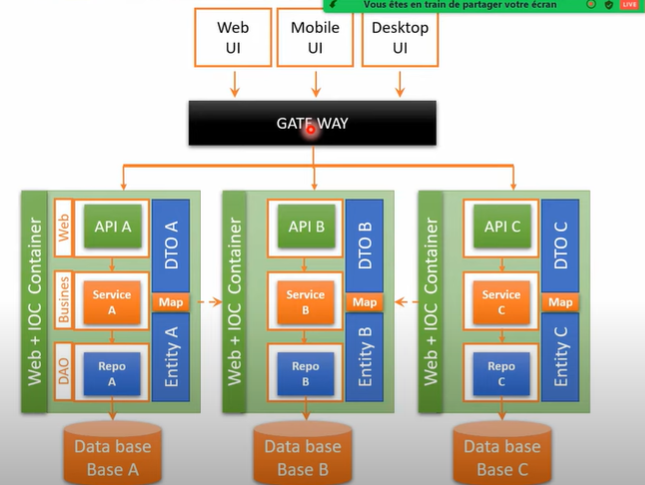 Vous êtes en train de partager votre écran
LIVE
Web
UI
Mobile
UI
Desktop
UI
GATE WAY
Web + IOC Container
Web
API A
DTO A
Busines
Service
A
Map
DAO
Repo
A
Entity A
Data base
Base A
Web + IOC Container
API B
DTO B
Service
B
Map
Repo
B
Entity B
Data base
Base B
Web + IOC Container
API C
DTO C
Service
C
Map
Repo
C
Entity C
Data base
Base C